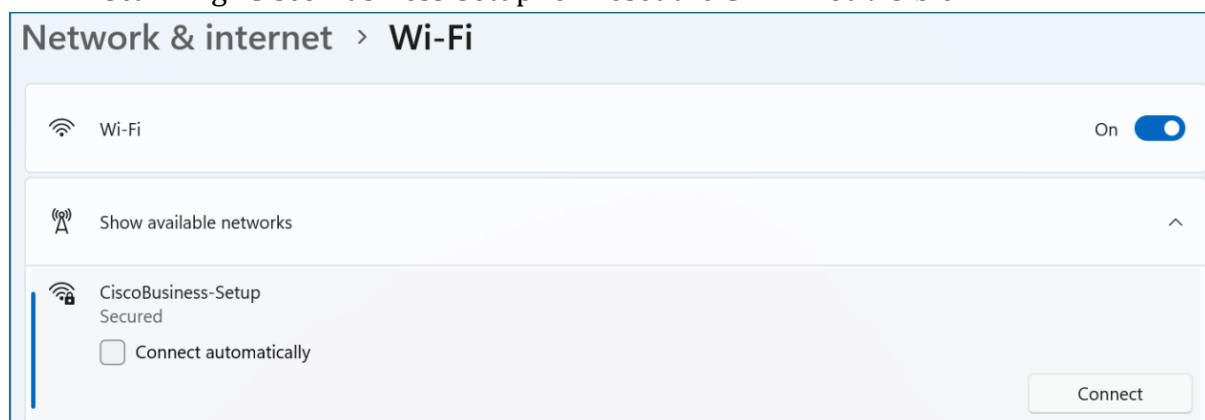 Network & internet > Wi-Fi
Wi-Fi
On
Show available networks
CiscoBusiness-Setup
Secured
Connect automatically
Connect